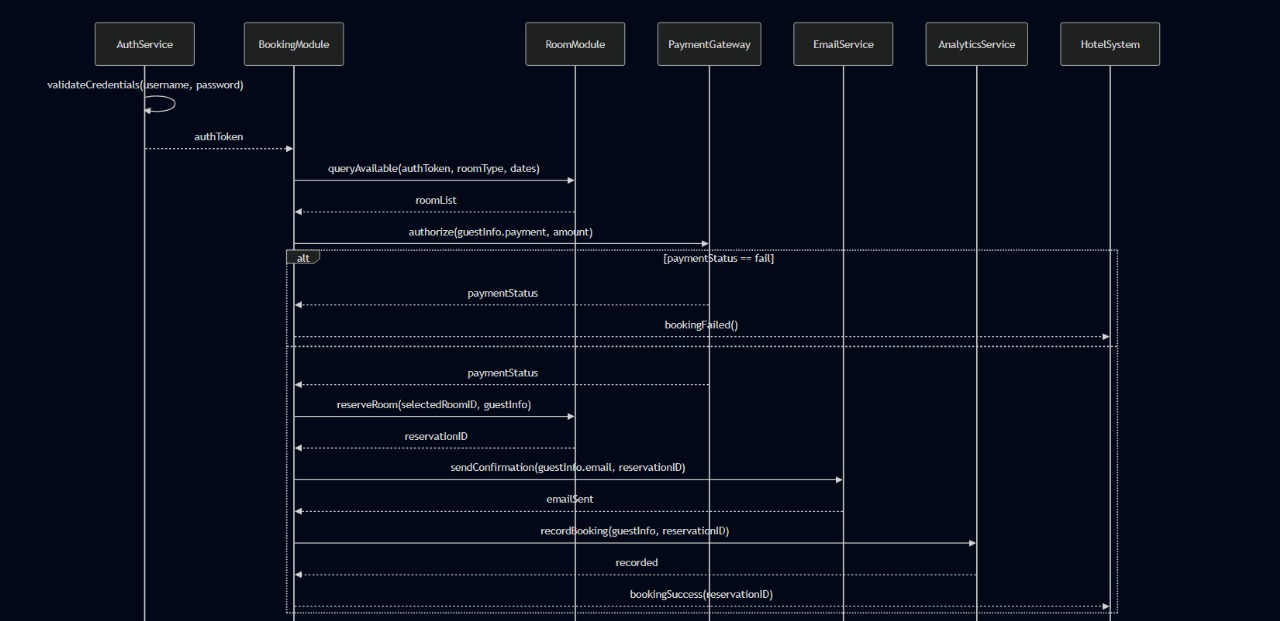 AuthService
BookingModule
RoomModule
PaymentGateway
EmailService
AnalyticsService
HotelSystem
validateCredentials(username, password)
authToken
queryAvailable(authToken, roomType, dates)
roomList
authorize(guestInfo.payment, amount)
alt
[paymentStatus == fail]
paymentStatus
bookingFailed()
paymentStatus
reserveRoom(selectedRoomID, guestInfo)
reservationID
sendConfirmation(guestInfo.email, reservationID)
emailSent
recordBooking(guestInfo, reservationID)
recorded
bookingSuccess(reservationID)